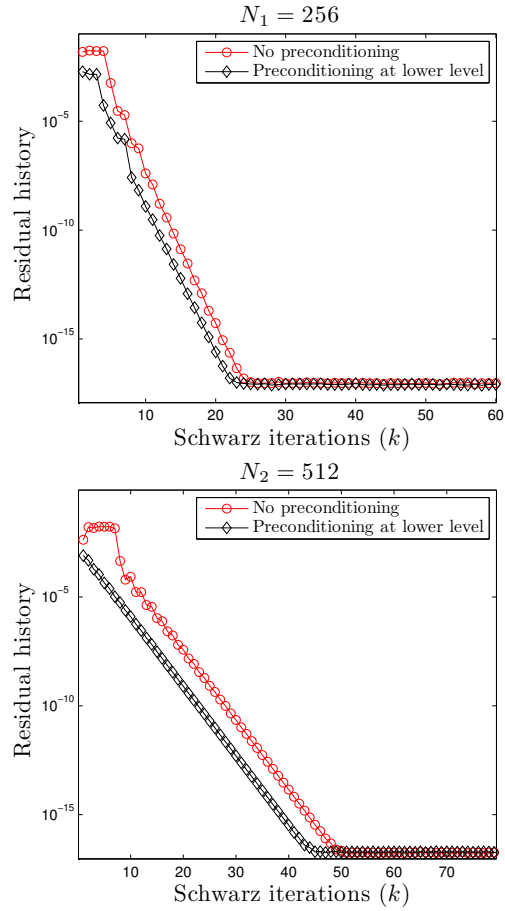 N₁ = 256
No preconditioning
Preconditioning at lower level
Residual history
10⁻⁵
10⁻¹⁰
10⁻¹⁵
10 20 30 40 50 60
Schwarz iterations (k)
N₂ = 512
No preconditioning
Preconditioning at lower level
Residual history
10⁻⁵
10⁻¹⁰
10⁻¹⁵
10 20 30 40 50 60 70
Schwarz iterations (k)